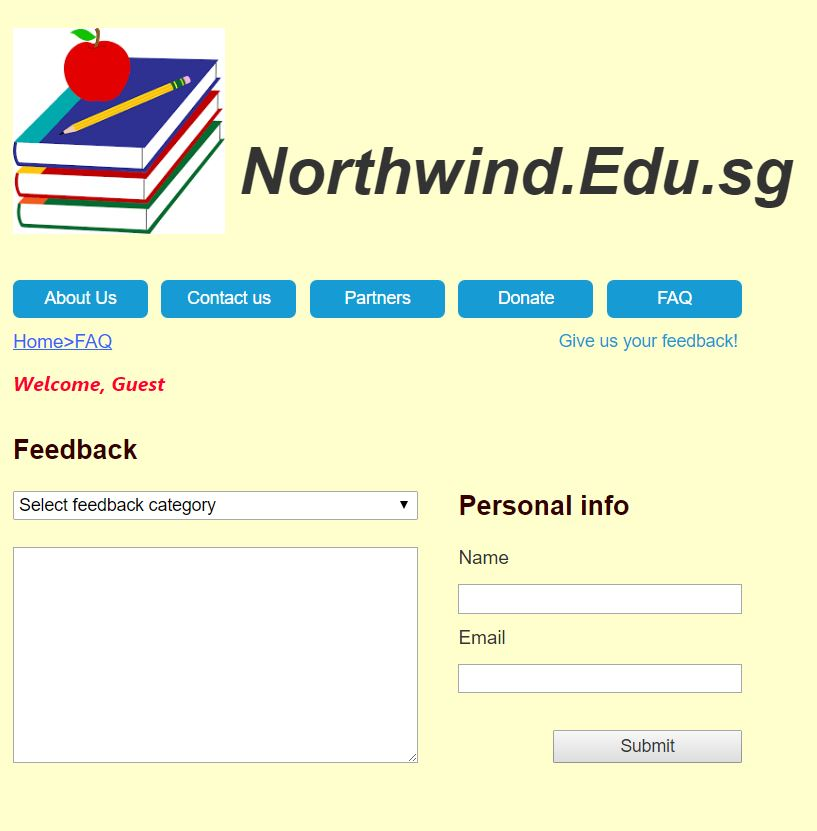 Northwind.Edu.sg
About Us Contact us Partners Donate FAQ
Home>FAQ Give us your feedback!
Welcome, Guest
Feedback
Select feedback category
Personal info
Name
Email
Submit